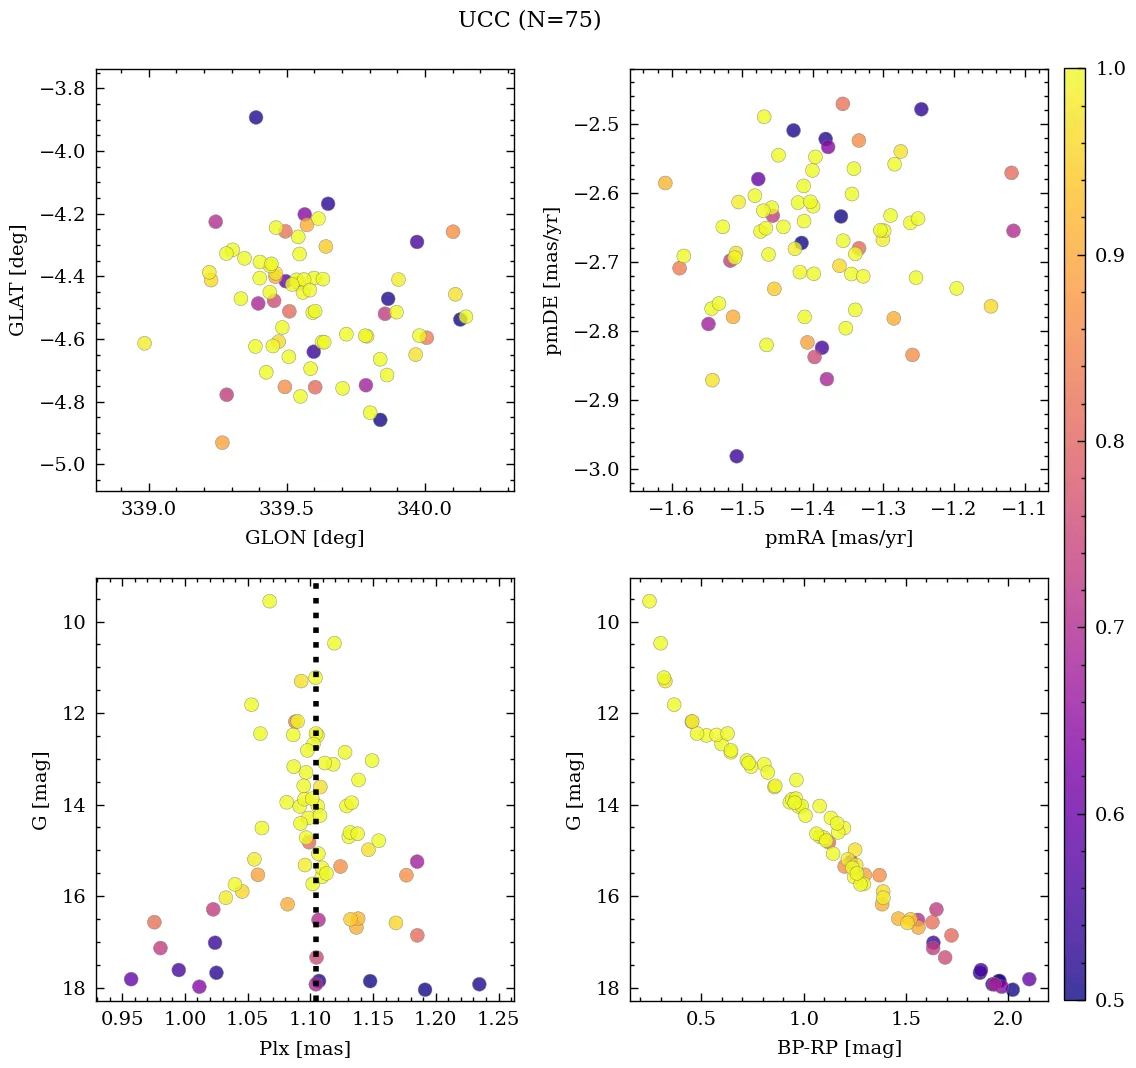 UCC (N=75)
−3.8
−4.0
−4.2
−4.4
−4.6
−4.8
−5.0
GLAT [deg]
339.0 339.5 340.0
GLON [deg]
−2.5
−2.6
−2.7
−2.8
−2.9
−3.0
pmDE [mas/yr]
−1.6 −1.5 −1.4 −1.3 −1.2 −1.1
pmRA [mas/yr]
10
12
14
16
18
G [mag]
0.95 1.00 1.05 1.10 1.15 1.20 1.25
Plx [mas]
10
12
14
16
18
G [mag]
0.5 1.0 1.5 2.0
BP-RP [mag]
1.0
0.9
0.8
0.7
0.6
0.5